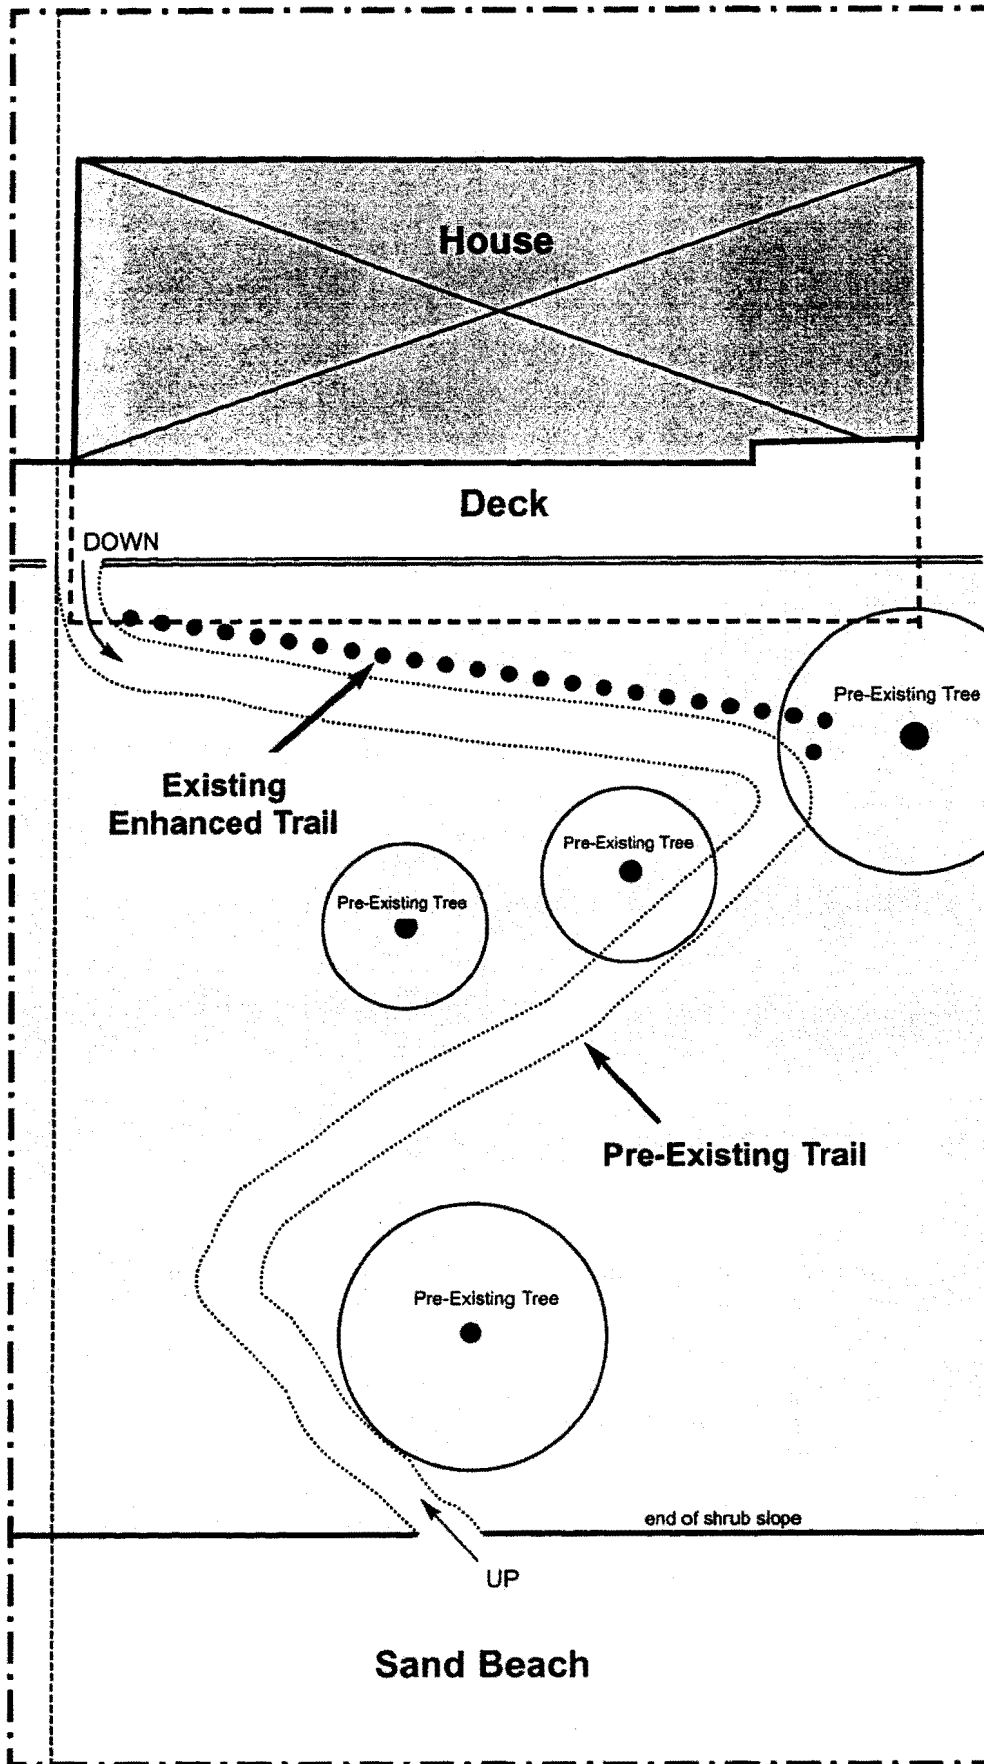 House
Deck
DOWN
Pre-Existing Tree
Existing
Enhanced Trail
Pre-Existing Tree
Pre-Existing Tree
Pre-Existing Trail
Pre-Existing Tree
end of shrub slope
UP
Sand Beach